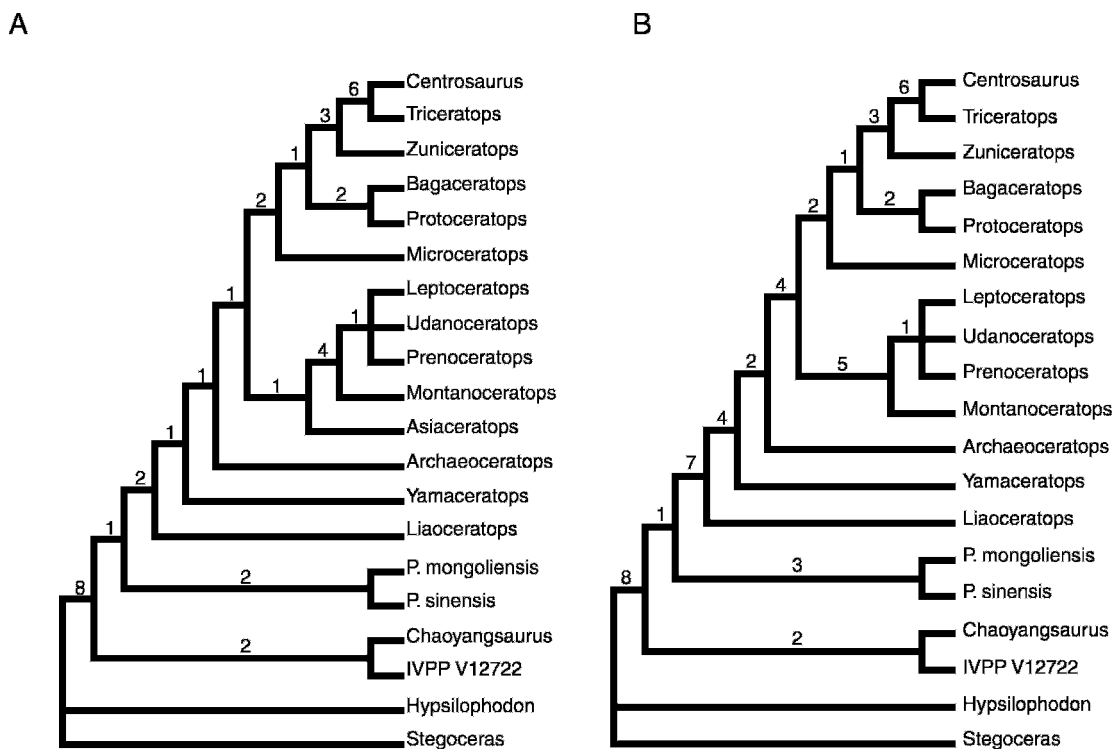 A
6
Centrosaurus
3
Triceratops
1
Zuniceratops
2
Bagaceratops
2
Protoceratops
Microceratops
1
Leptoceratops
1
Udanoceratops
4
Prenoceratops
1
1
Montanoceratops
Asiaceratops
1
Archaeoceratops
2
Yamaceratops
Liaoceratops
1
2
P. mongoliensis
8
P. sinensis
2
Chaoyangsaurus
IVPP V12722
Hypsilophodon
Stegoceras
B
6
Centrosaurus
3
Triceratops
1
Zuniceratops
2
2
Bagaceratops
Protoceratops
Microceratops
4
Leptoceratops
1
Udanoceratops
2
5
Prenoceratops
4
Montanoceratops
7
Archaeoceratops
Yamaceratops
1
Liaoceratops
3
P. mongoliensis
8
P. sinensis
2
Chaoyangsaurus
IVPP V12722
Hypsilophodon
Stegoceras